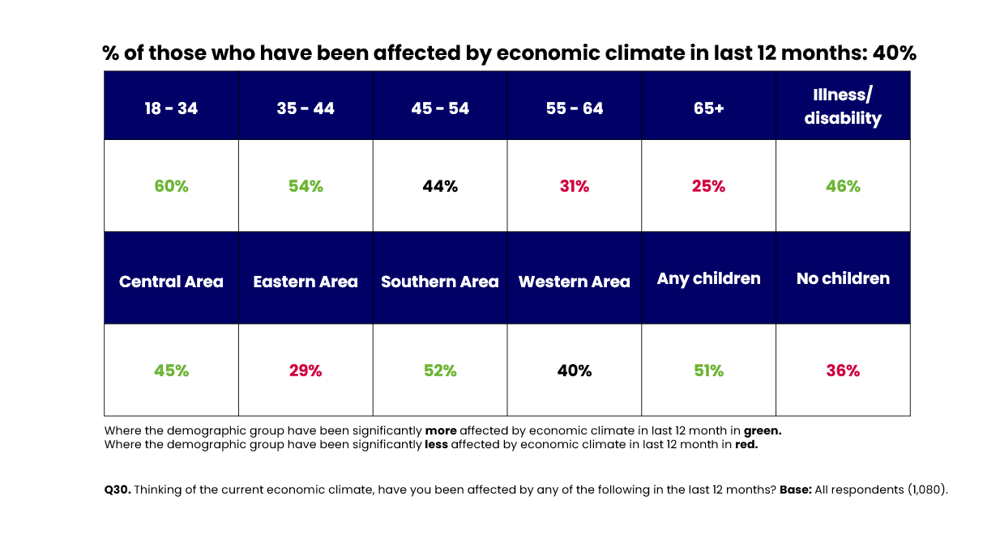 % of those who have been affected by economic climate in last 12 months: 40%
18 - 34 35 - 44 45 - 54 55 - 64 65+ Illness/
disability
60% 54% 44% 31% 25% 46%
Central Area Eastern Area Southern Area Western Area Any children No children
45% 29% 52% 40% 51% 36%
Where the demographic group have been significantly more affected by economic climate in last 12 month in green.
Where the demographic group have been significantly less affected by economic climate in last 12 month in red.
Q30. Thinking of the current economic climate, have you been affected by any of the following in the last 12 months? Base: All respondents (1,080).